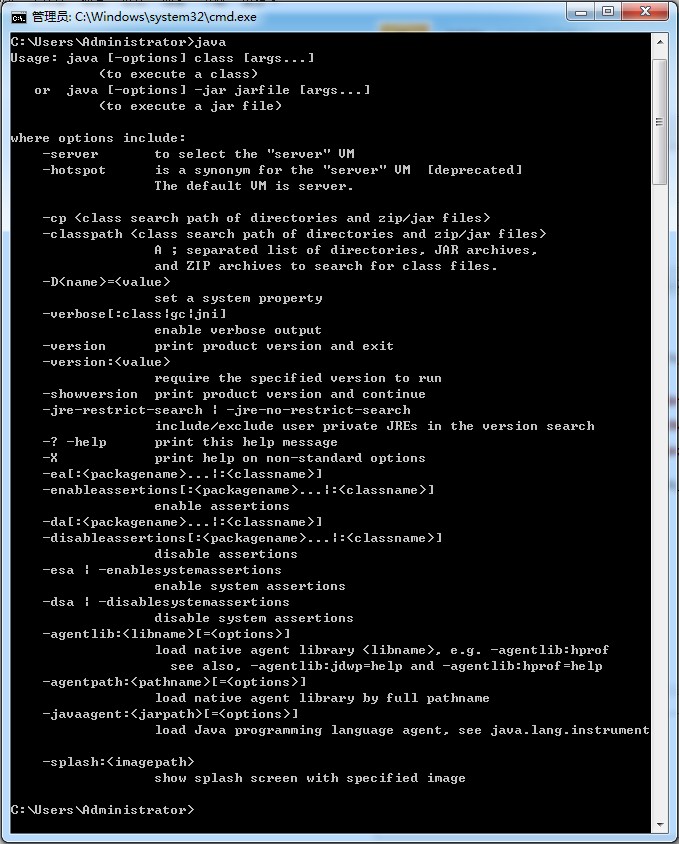 管理员: C:\Windows\system32\cmd.exe
C:\Users\Administrator>java
Usage: java [-options] class [args...]
(to execute a class)
or java [-options] -jar jarfile [args...]
(to execute a jar file)
where options include:
-server to select the "server" VM
-hotspot is a synonym for the "server" VM [deprecated]
The default VM is server.
-cp <class search path of directories and zip/jar files>
-classpath <class search path of directories and zip/jar files>
A ; separated list of directories, JAR archives,
and ZIP archives to search for class files.
-D<name>=<value>
set a system property
-verbose[:class|gc|jni]
enable verbose output
-version print product version and exit
-version:<value>
require the specified version to run
-showversion print product version and continue
-jre-restrict-search | -jre-no-restrict-search
include/exclude user private JREs in the version search
-? -help print this help message
-X print help on non-standard options
-ea[:<packagename>...|:<classname>]
-enableassertions[:<packagename>...|:<classname>]
enable assertions
-da[:<packagename>...|:<classname>]
-disableassertions[:<packagename>...|:<classname>]
disable assertions
-esa | -enablesystemassertions
enable system assertions
-dsa | -disablesystemassertions
disable system assertions
-agentlib:<libname>[=<options>]
load native agent library <libname>, e.g. -agentlib:hprof
see also, -agentlib:jdwp=help and -agentlib:hprof=help
-agentpath:<pathname>[=<options>]
load native agent library by full pathname
-javaagent:<jarpath>[=<options>]
load Java programming language agent, see java.lang.instrument
-splash:<imagepath>
show splash screen with specified image
C:\Users\Administrator>